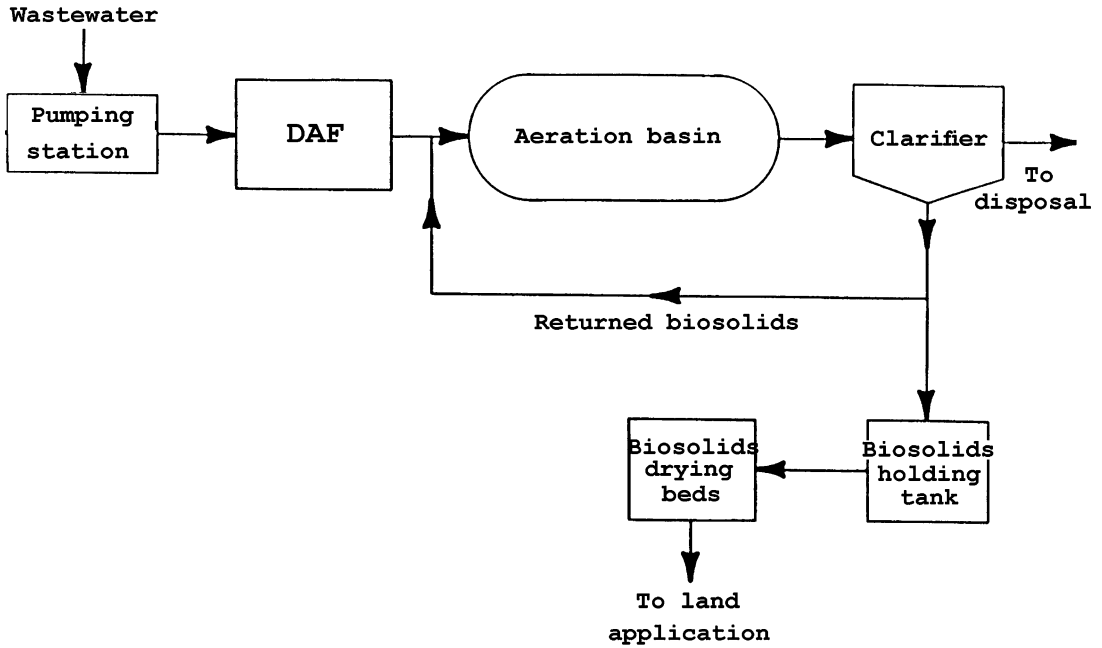 Wastewater
Pumping
station
DAF
Aeration basin
Clarifier
To
disposal
Returned biosolids
Biosolids
drying
beds
Biosolids
holding
tank
To land
application